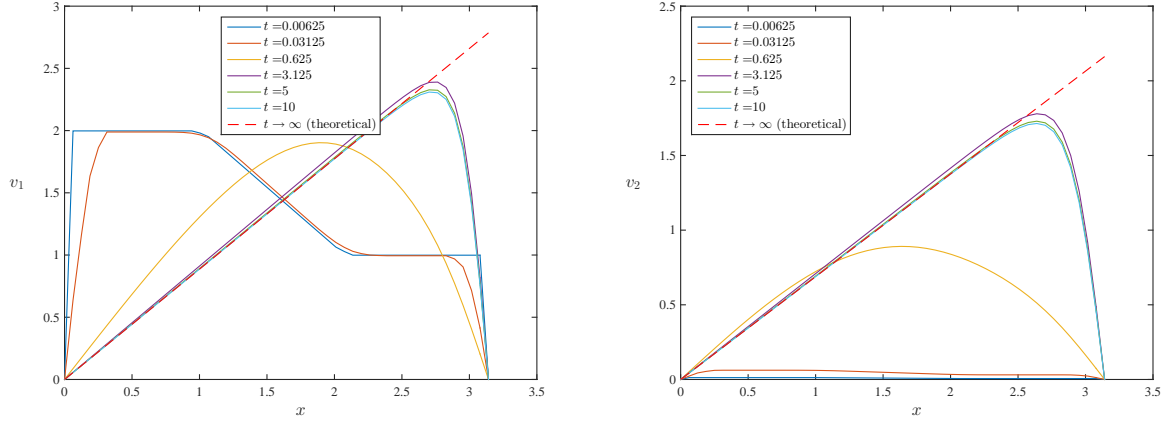 3
2.5
2
v₁
1.5
1
0.5
0
0
0.5
1
1.5
2
2.5
3
3.5
x
t =0.00625
t =0.03125
t =0.625
t =3.125
t =5
t =10
t → ∞ (theoretical)
2.5
2
1.5
v₂
1
0.5
0
0
0.5
1
1.5
2
2.5
3
3.5
x
t =0.00625
t =0.03125
t =0.625
t =3.125
t =5
t =10
t → ∞ (theoretical)